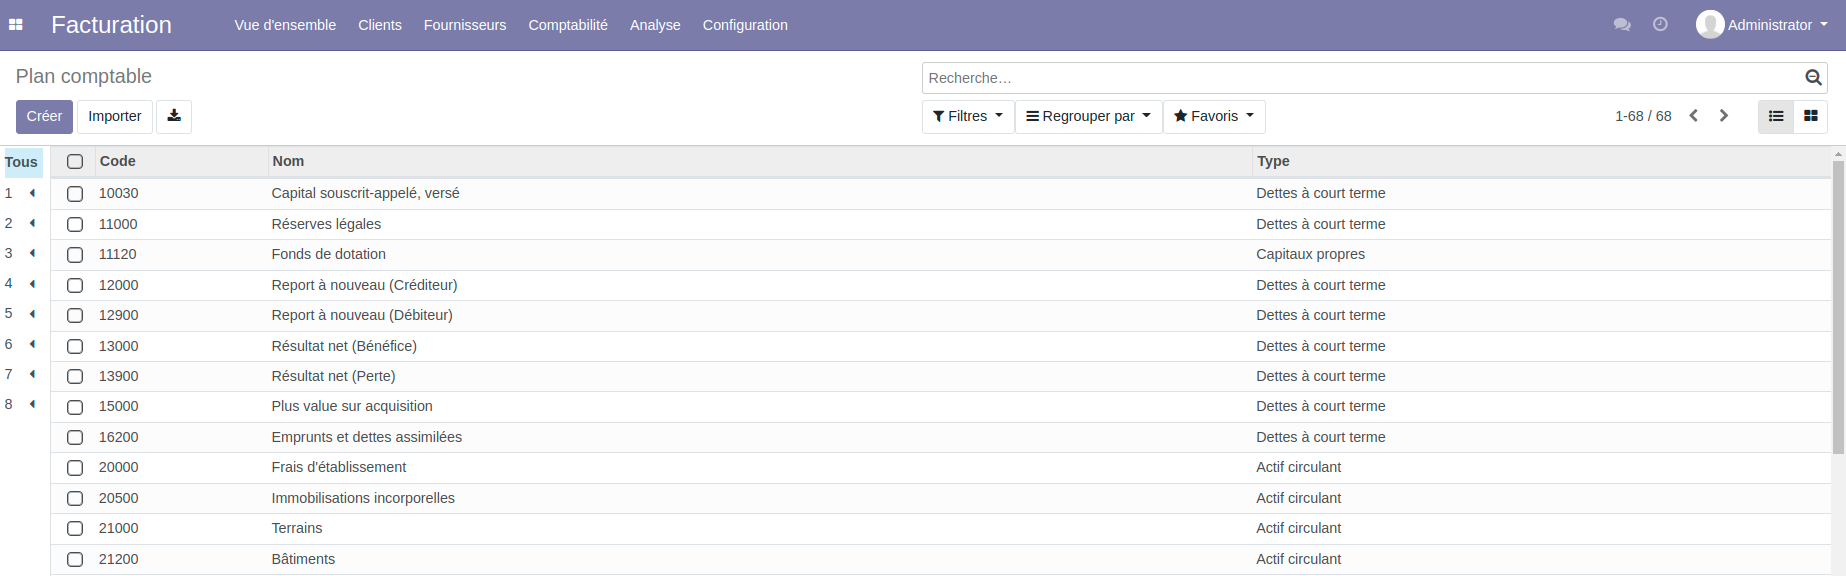 Facturation Vue d'ensemble Clients Fournisseurs Comptabilité Analyse Configuration Administrator
Plan comptable
Recherche...
Créer Importer
Filtres Regrouper par Favoris 1-68 / 68
Tous Code Nom Type
1 10030 Capital souscrit-appelé, versé Dettes à court terme
2 11000 Réserves légales Dettes à court terme
3 11120 Fonds de dotation Capitaux propres
4 12000 Report à nouveau (Créditeur) Dettes à court terme
5 12900 Report à nouveau (Débiteur) Dettes à court terme
6 13000 Résultat net (Bénéfice) Dettes à court terme
7 13900 Résultat net (Perte) Dettes à court terme
8 15000 Plus value sur acquisition Dettes à court terme
16200 Emprunts et dettes assimilées Dettes à court terme
20000 Frais d'établissement Actif circulant
20500 Immobilisations incorporelles Actif circulant
21000 Terrains Actif circulant
21200 Bâtiments Actif circulant